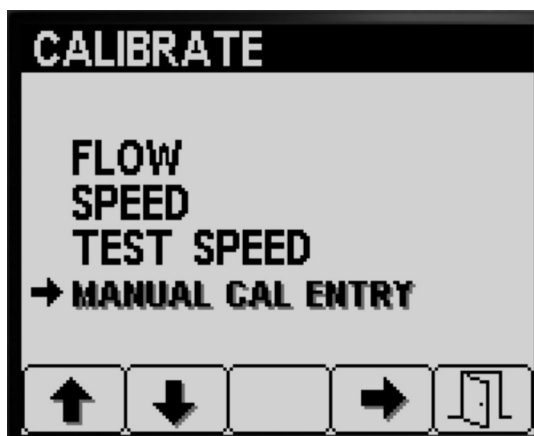 CALIBRATE
FLOW
SPEED
TEST SPEED
MANUAL CAL ENTRY